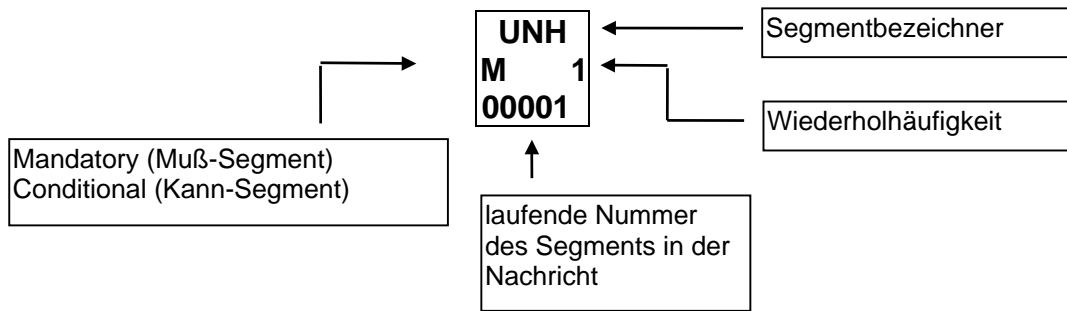 UNH
M 1
00001
Segmentbezeichner
Wiederholhäufigkeit
Mandatory (Muß-Segment)
Conditional (Kann-Segment)
laufende Nummer
des Segments in der
Nachricht